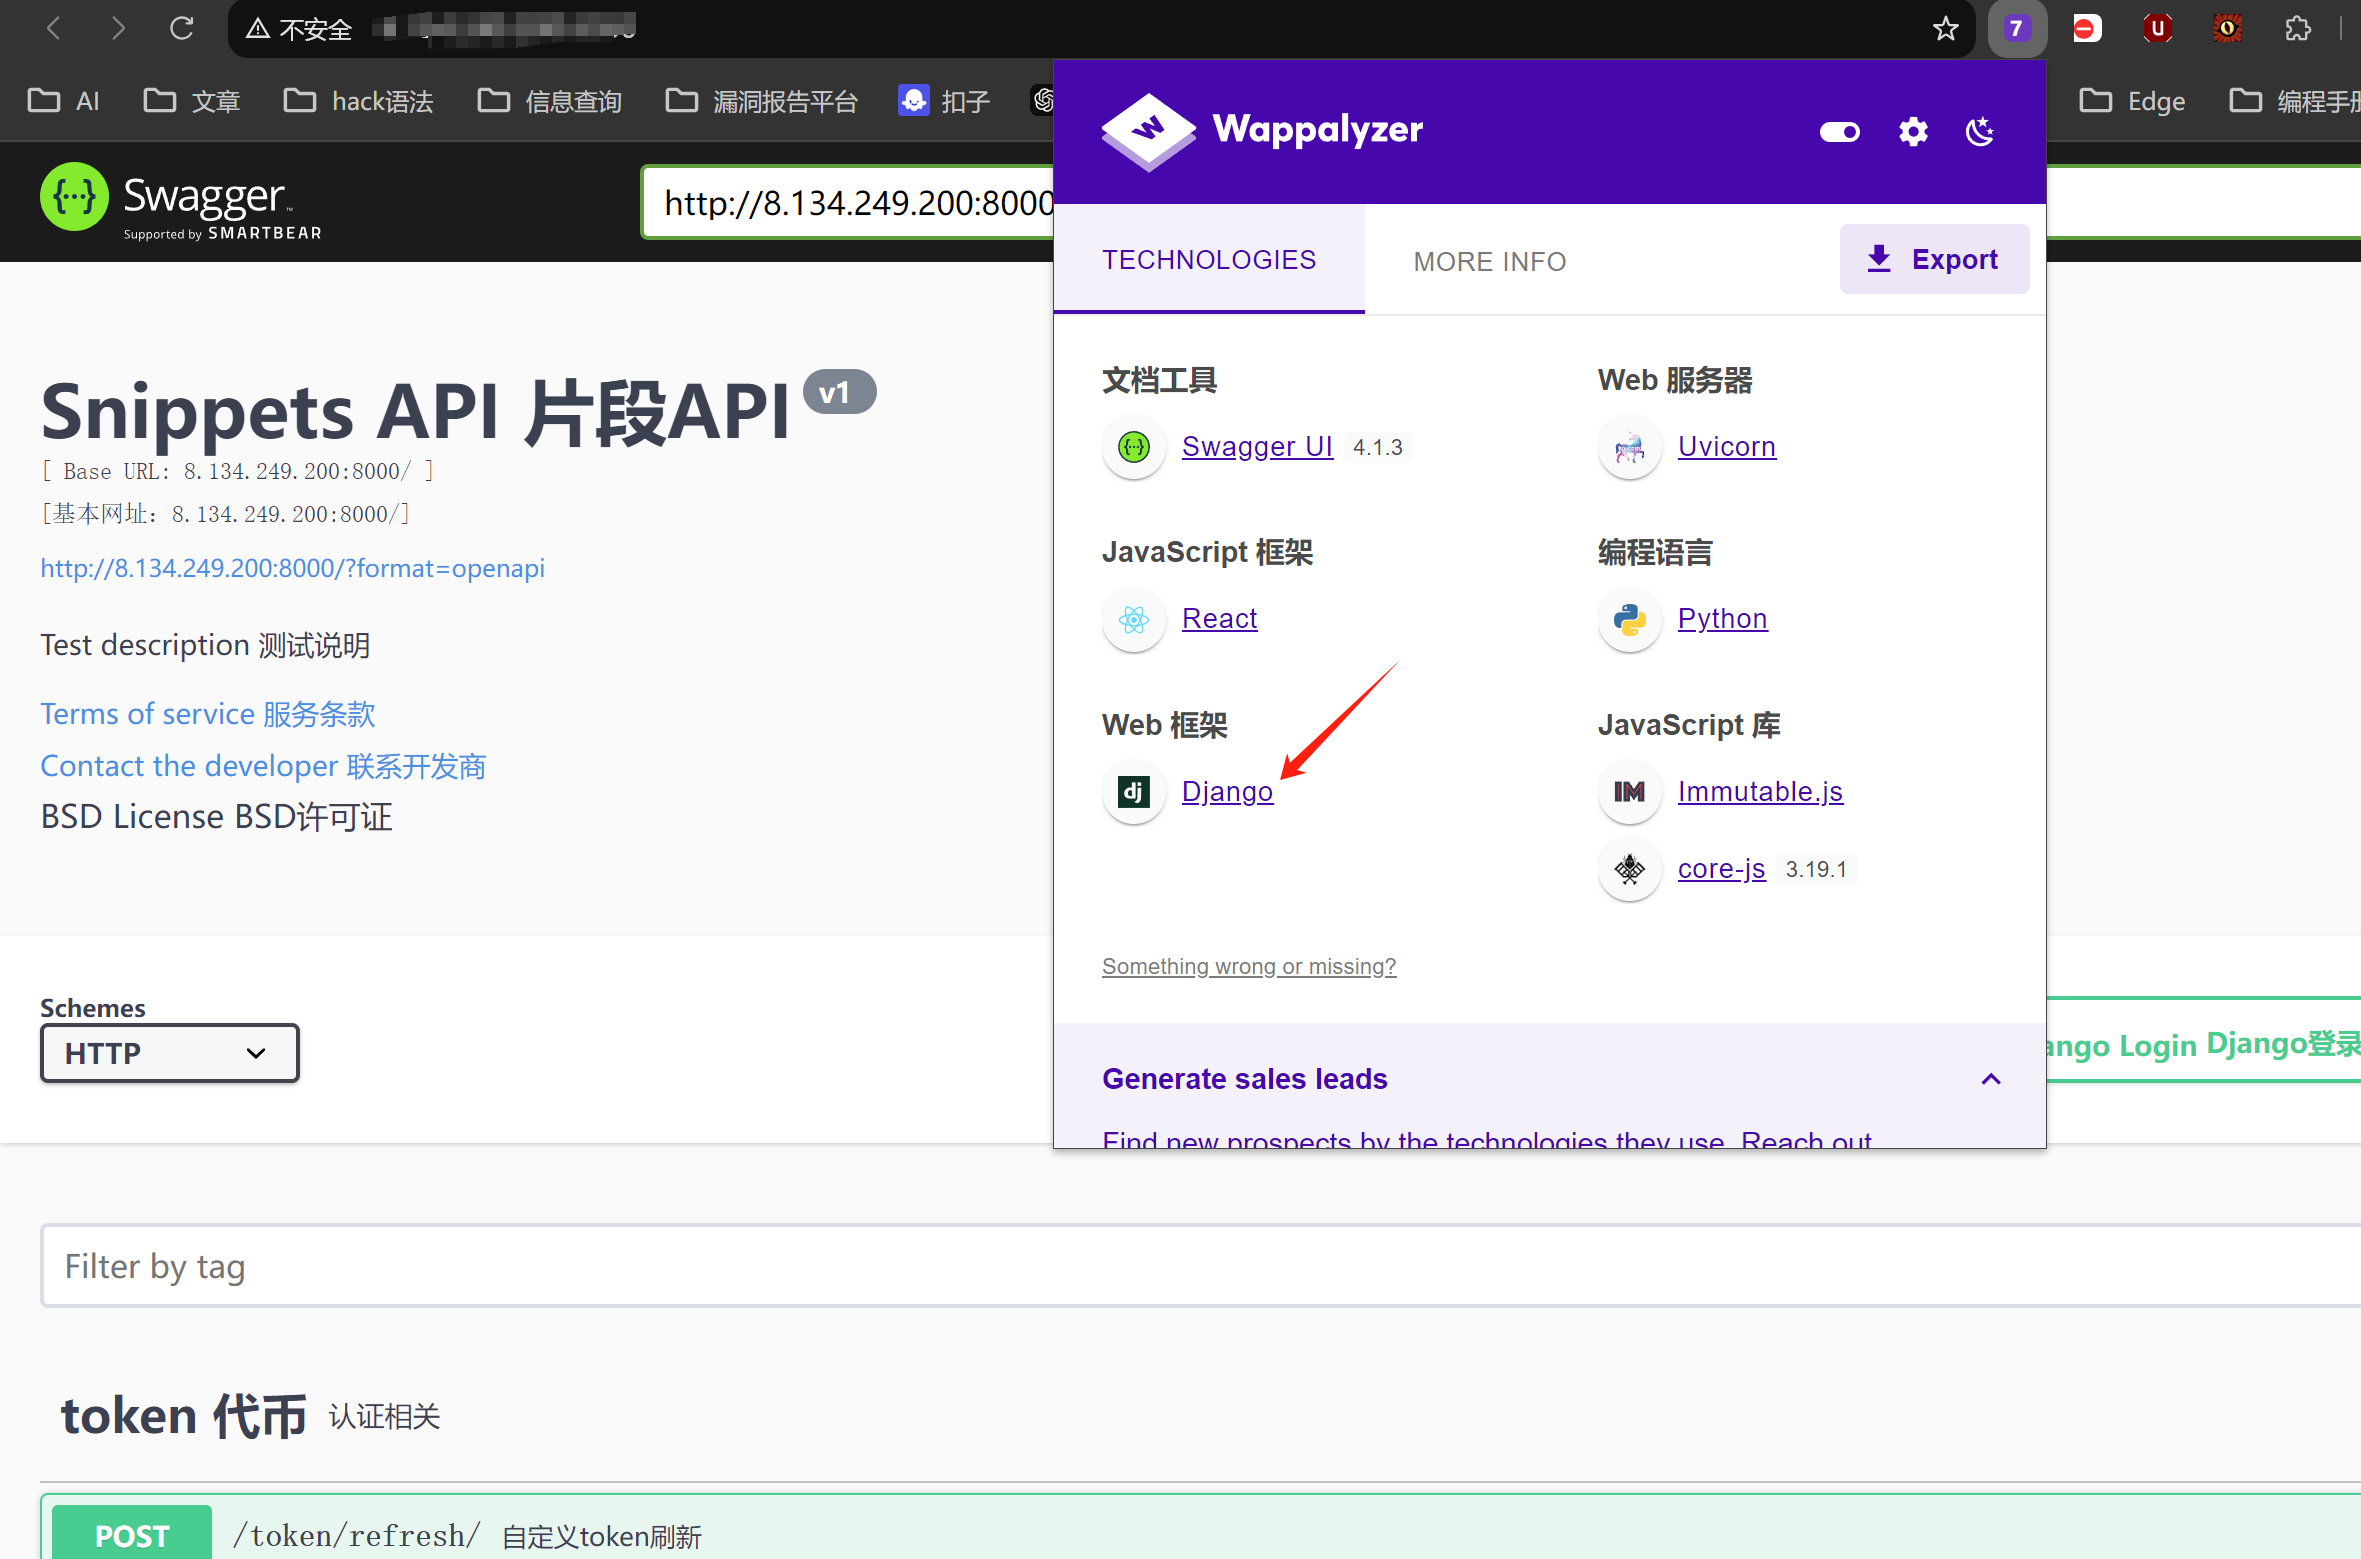 不安全
7
U
AI
文章
hack语法
信息查询
漏洞报告平台
扣子
Edge
编程手册
Swagger
Supported by SMARTBEAR
http://8.134.249.200:8000
Wappalyzer
TECHNOLOGIES
MORE INFO
Export
文档工具
Swagger UI 4.1.3
Web 服务器
Uvicorn
JavaScript 框架
React
编程语言
Python
Web 框架
dj
Django
JavaScript 库
IM
Immutable.js
core-js 3.19.1
Something wrong or missing?
Generate sales leads
Find new prospects by the technologies they use. Reach out
Snippets API 片段API v1
[ Base URL: 8.134.249.200:8000/ ]
[基本网址：8.134.249.200:8000/]
http://8.134.249.200:8000/?format=openapi
Test description 测试说明
Terms of service 服务条款
Contact the developer 联系开发商
BSD License BSD许可证
Schemes
HTTP
ango Login Django登录
Filter by tag
token 代币 认证相关
POST /token/refresh/ 自定义token刷新